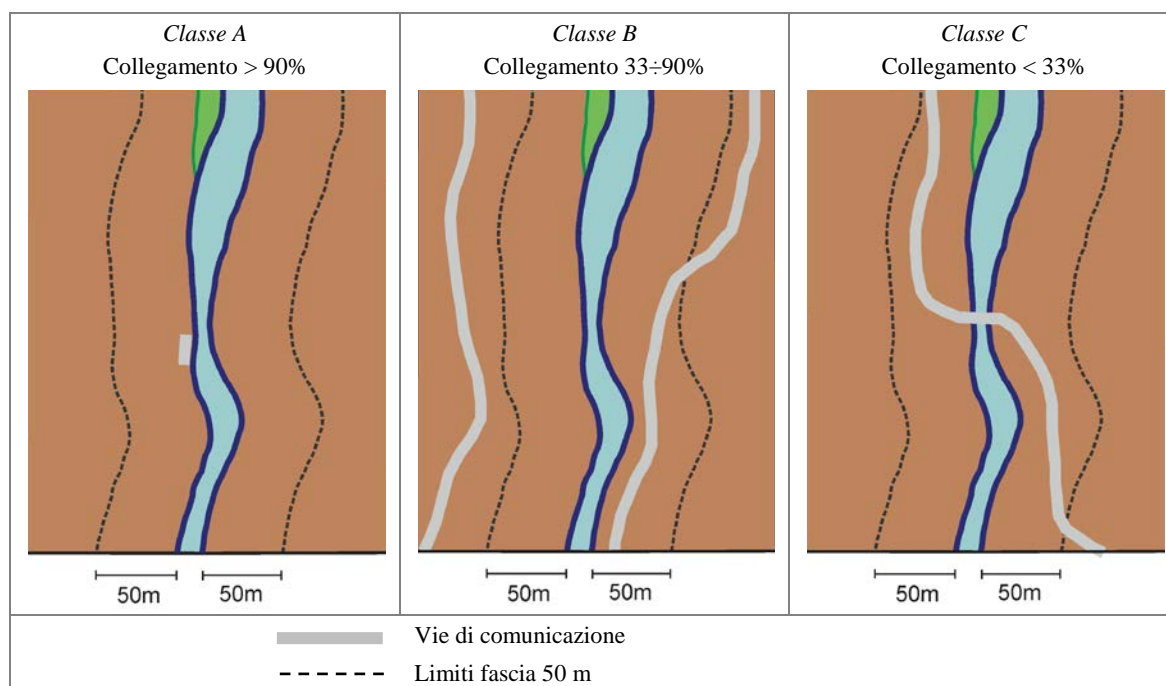 Classe A
Collegamento > 90%
Classe B
Collegamento 33÷90%
Classe C
Collegamento < 33%
50m 50m
50m 50m
50m 50m
Vie di comunicazione
Limiti fascia 50 m